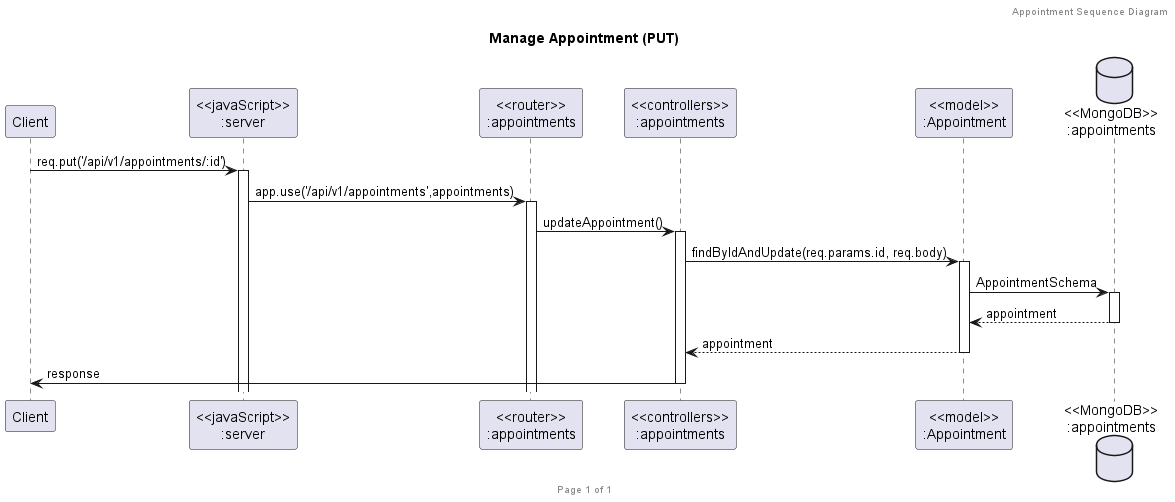 Appointment Sequence Diagram
Manage Appointment (PUT)
Client
<<javaScript>>
:server
<<router>>
:appointments
<<controllers>>
:appointments
<<model>>
:Appointment
<<MongoDB>>
:appointments
req.put('/api/v1/appointments/:id')
app.use('/api/v1/appointments',appointments)
updateAppointment()
findByIdAndUpdate(req.params.id, req.body)
AppointmentSchema
appointment
appointment
response
Client
<<javaScript>>
:server
<<router>>
:appointments
<<controllers>>
:appointments
<<model>>
:Appointment
<<MongoDB>>
:appointments
Page 1 of 1